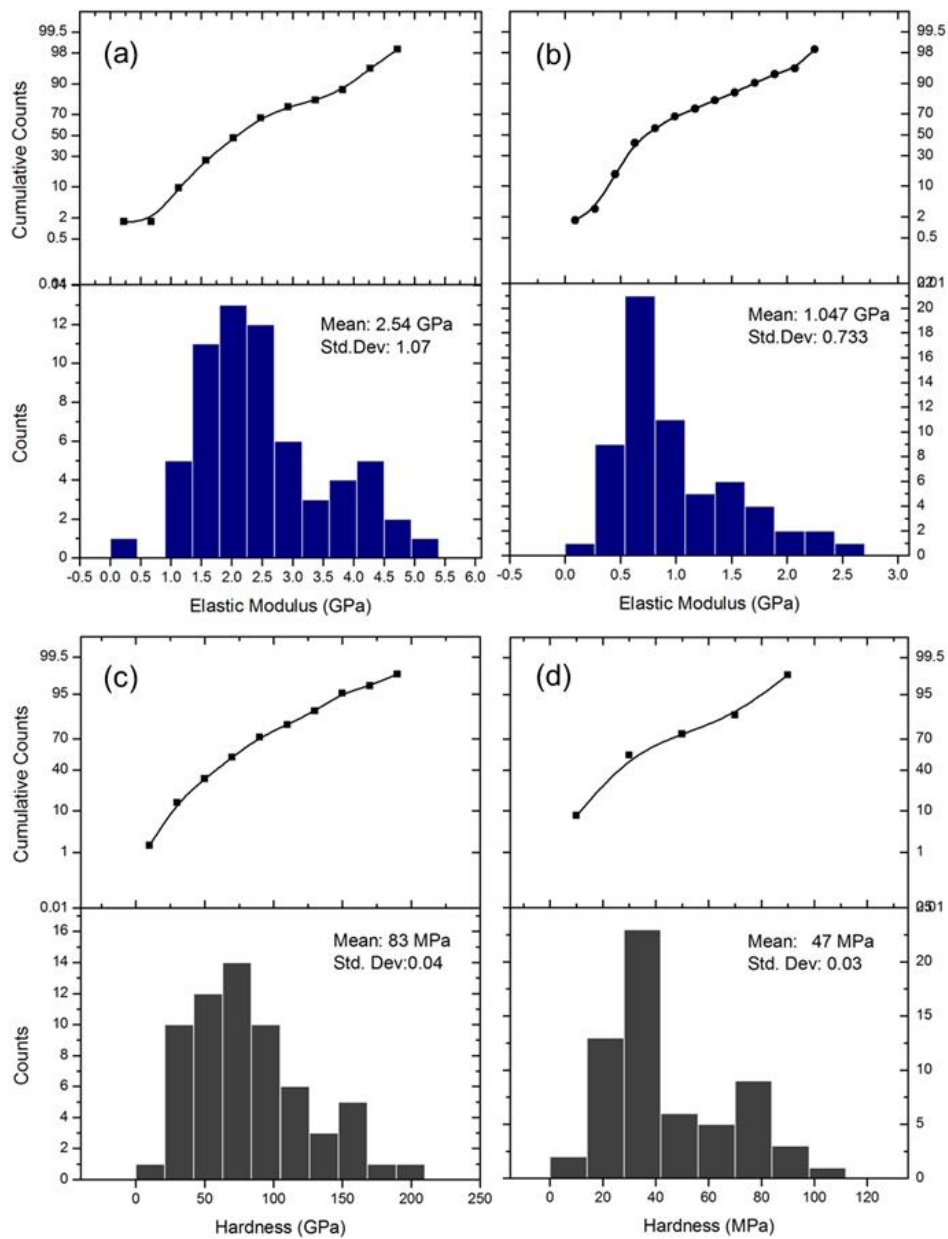 (a)
Cumulative Counts
99.5
98
90
70
50
30
10
2
0.5
(b)
99.5
98
90
70
50
30
10
2
0.5
Counts
12
10
8
6
4
2
0
Mean: 2.54 GPa
Std.Dev: 1.07
-0.5 0.0 0.5 1.0 1.5 2.0 2.5 3.0 3.5 4.0 4.5 5.0 5.5 6.0
Elastic Modulus (GPa)
Mean: 1.047 GPa
Std.Dev: 0.733
20
18
16
14
12
10
8
6
4
2
0
-0.5 0.0 0.5 1.0 1.5 2.0 2.5 3.0
Elastic Modulus (GPa)
(c)
Cumulative Counts
99.5
95
70
40
10
1
0.01
(d)
99.5
95
70
40
10
1
Counts
16
14
12
10
8
6
4
2
0
Mean: 83 MPa
Std. Dev:0.04
0 50 100 150 200 250
Hardness (GPa)
Mean: 47 MPa
Std. Dev: 0.03
20
15
10
5
0
0 20 40 60 80 100 120
Hardness (MPa)